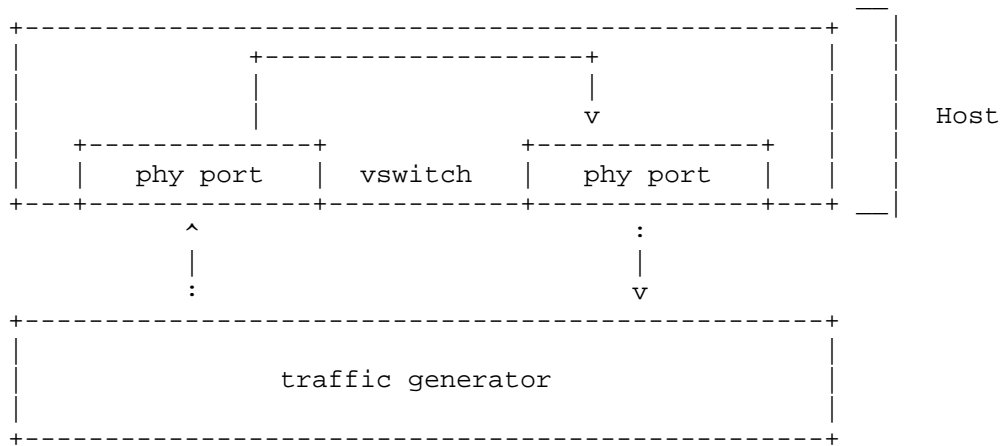 Host
phy port | vswitch | phy port
traffic generator